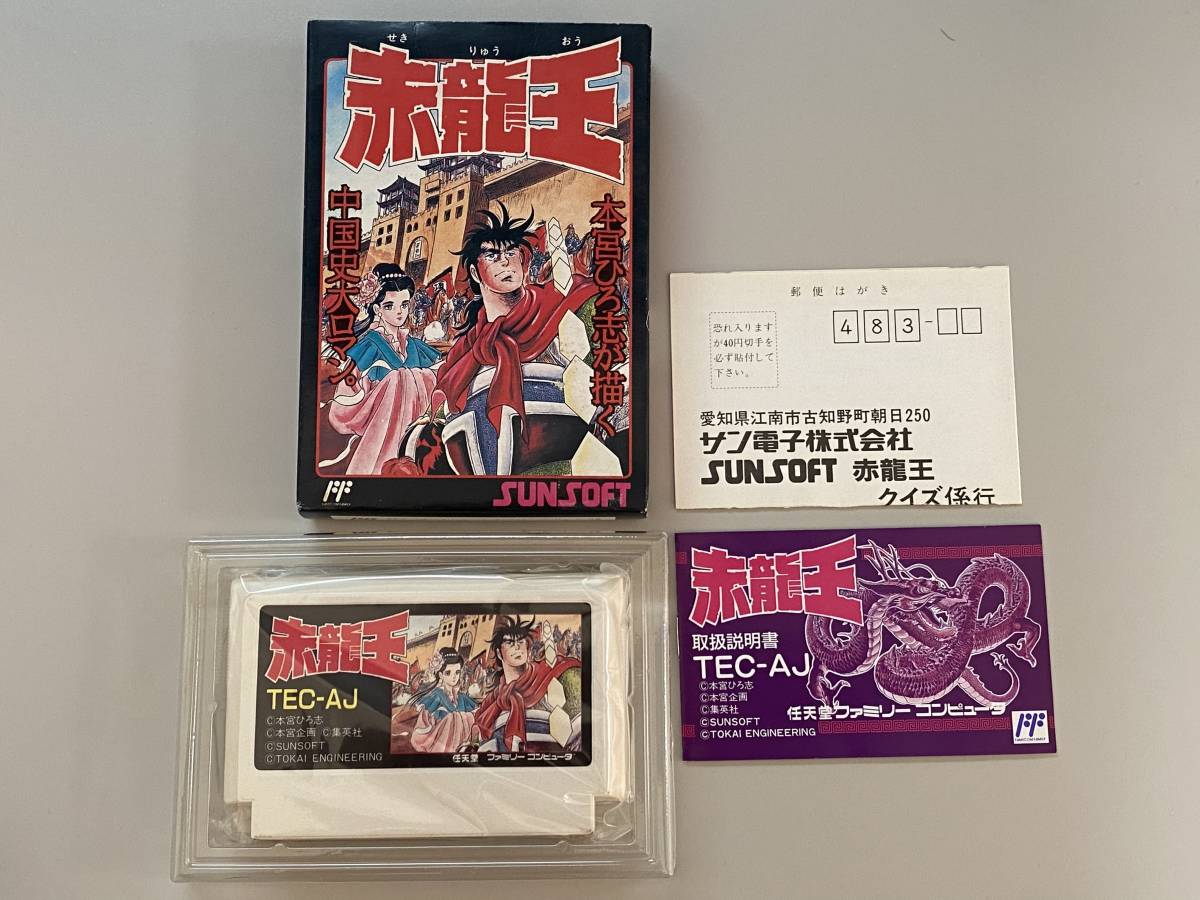 せき りゅう おう
赤龍王
本宮ひろ志が描く
中国史大ロマン。
SUNSOFT
郵便はがき
恐れ入ります
が40円切手を
必ず貼付して
下さい。
483-
愛知県江南市古知野町朝日250
サン電子株式会社
SUNSOFT 赤龍王
クイズ係行
赤龍王
TEC-AJ
©本宮ひろ志
©本宮企画 ©集英社
©SUNSOFT
©TOKAI ENGINEERING
任天堂 ファミリーコンピュータ
赤龍王
取扱説明書
TEC-AJ
©本宮ひろ志
©本宮企画
©集英社
©SUNSOFT
©TOKAI ENGINEERING
任天堂ファミリーコンピュータ